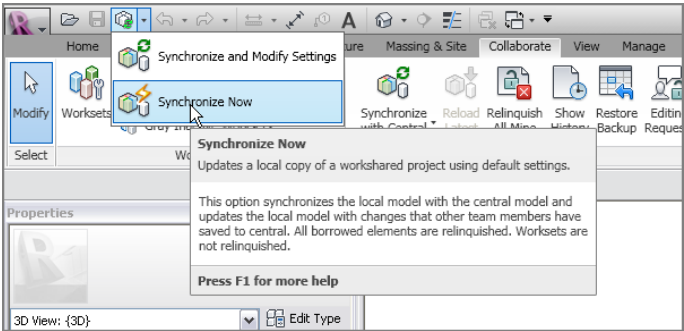 A
Home
ure
Massing & Site
Collaborate
View
Manage
Synchronize and Modify Settings
Synchronize Now
Modify
Worksets
Synchronize
with Central
Reload
Latest
Relinquish
All Mine
Show
History
Restore
Backup
Editin
Reques
Select
Wo
Synchronize Now
Updates a local copy of a workshared project using default settings.
This option synchronizes the local model with the central model and
updates the local model with changes that other team members have
saved to central. All borrowed elements are relinquished. Worksets are
not relinquished.
Press F1 for more help
Properties
3D View: {3D}
Edit Type